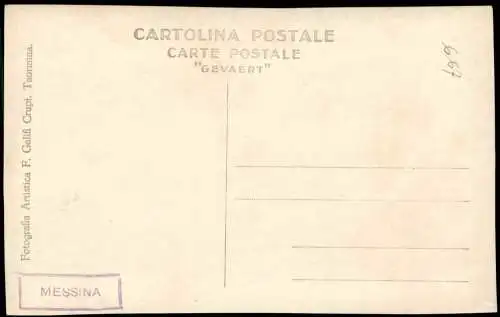 CARTOLINA POSTALE
CARTE POSTALE
"GEVAERT"
Fotografia Artistica F. Galifi Crupi. Taormina.
MESSINA